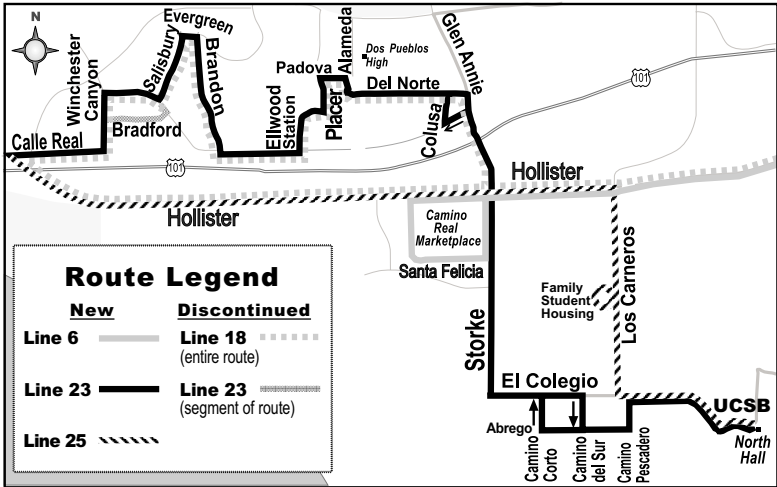 N
Evergreen
Winchester
Canyon
Salisbury
Brandon
Padova
Alameda
Dos Pueblos
High
Glen Annie
101
Del Norte
Bradford
Ellwood
Station
Placer
Colusa
Calle Real
101
Hollister
Hollister
Camino
Real
Marketplace
Santa Felicia
Storke
Family
Student
Housing
Los Carneros
El Colegio
UCSB
Abrego
North
Hall
Camino
Corto
Camino
del Sur
Camino
Pescadero
Route Legend
New
Discontinued
Line 6
Line 18
(entire route)
Line 23
Line 23
(segment of route)
Line 25